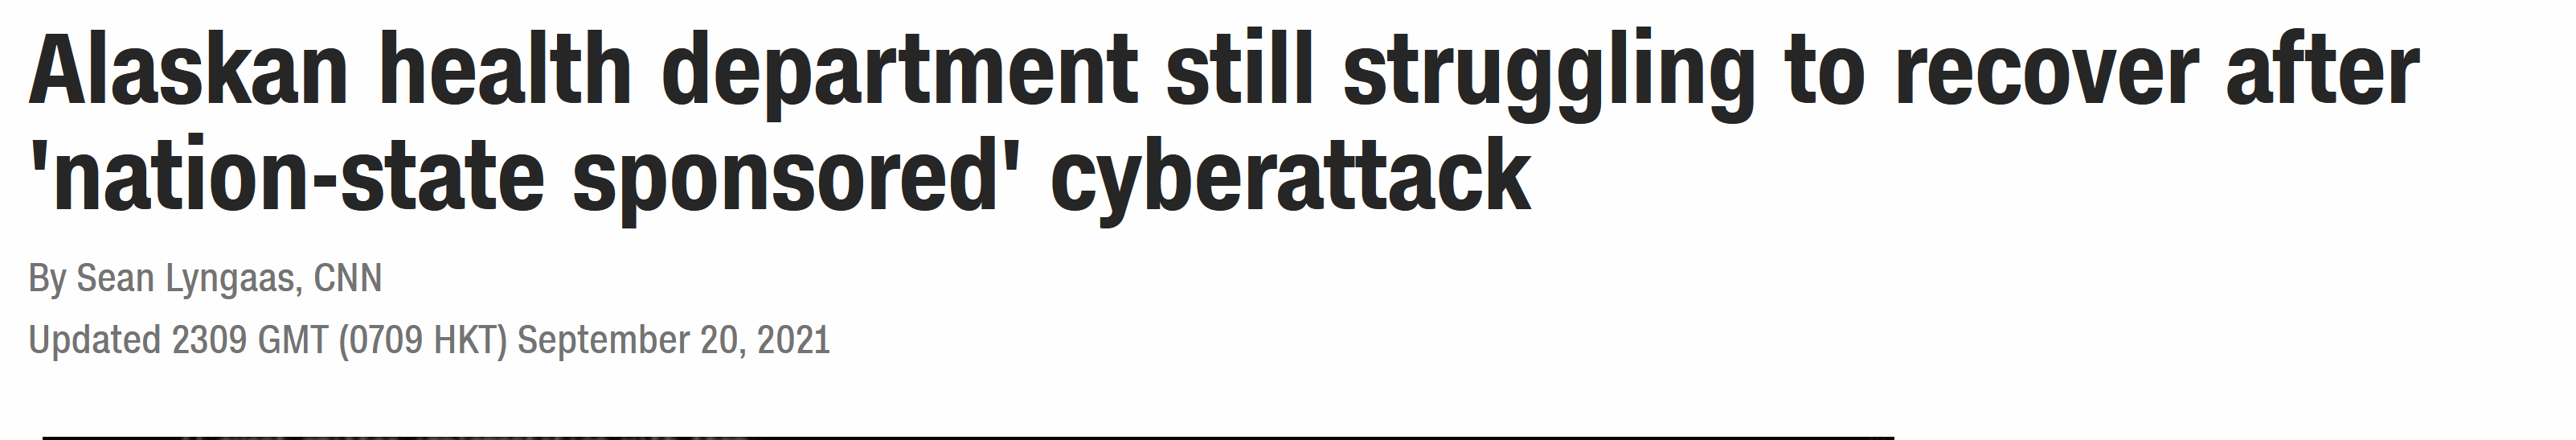 Alaskan health department still struggling to recover after
'nation-state sponsored' cyberattack
By Sean Lyngaas, CNN
Updated 2309 GMT (0709 HKT) September 20, 2021